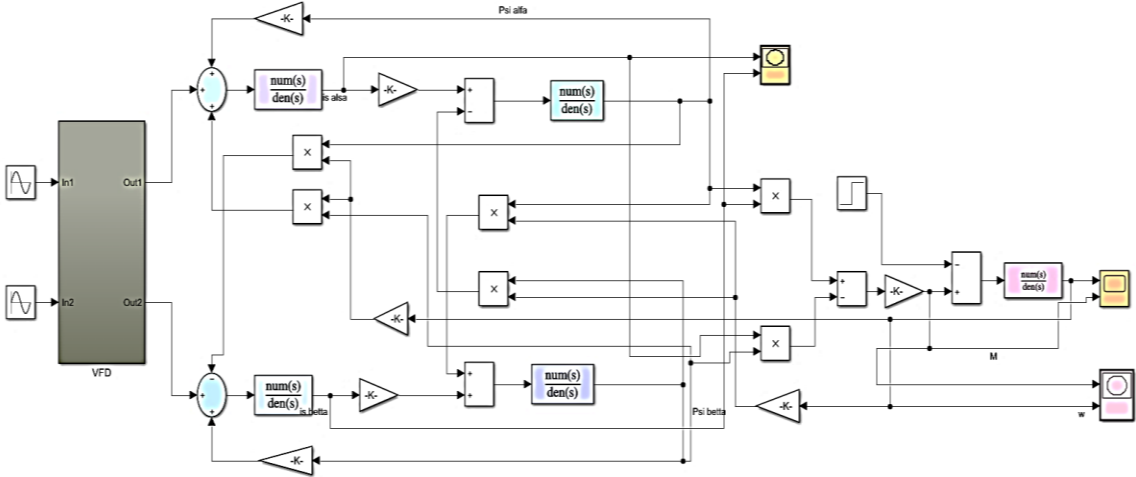 Psi alfa
-K-
+
+
+
num(s)
den(s)
is alsa
-K-
+
−
num(s)
den(s)
×
×
In1
Out1
×
×
−
+
+
−
-K-
num(s)
den(s)
×
In2
Out2
-K-
×
M
VFD
−
+
+
num(s)
den(s)
is betta
-K-
+
+
num(s)
den(s)
Psi betta
-K-
w
-K-